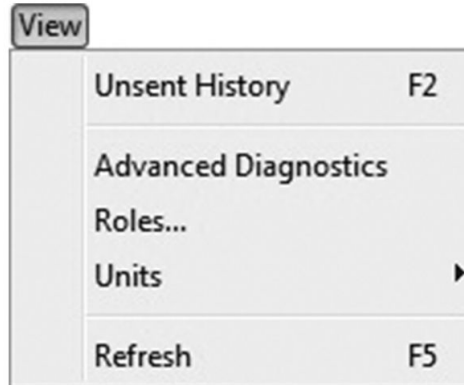 View
Unsent History F2
Advanced Diagnostics
Roles...
Units
Refresh F5